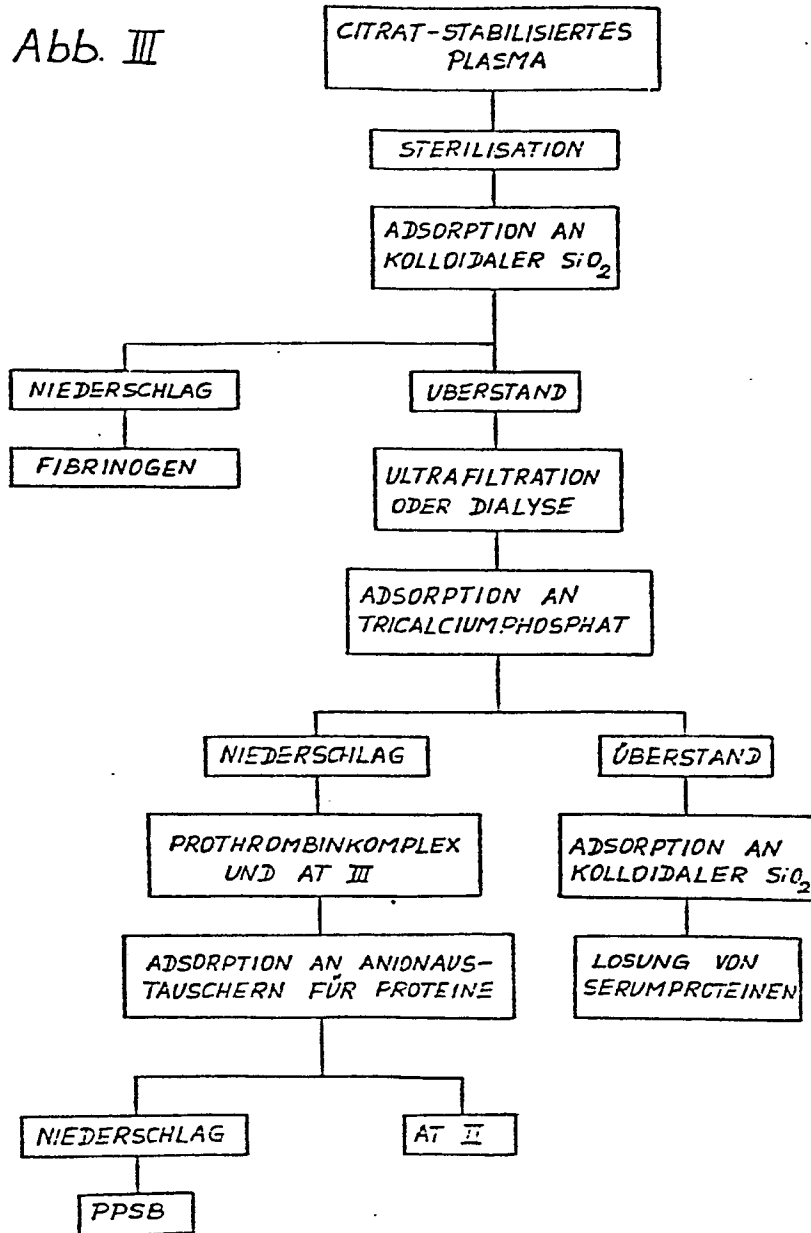 Abb. III
CITRAT-STABILISIERTES
PLASMA
STERILISATION
ADSORPTION AN
KOLLOIDALER SiO2
NIEDERSCHLAG
UBERSTAND
FIBRINOGEN
ULTRAFILTRATION
ODER DIALYSE
ADSORPTION AN
TRICALCIUMPHOSPHAT
NIEDERSCHLAG
ÜBERSTAND
PROTHROMBINKOMPLEX
UND AT III
ADSORPTION AN
KOLLOIDALER SiO2
ADSORPTION AN ANIONAUS-
TAUSCHERN FÜR PROTEINE
LOSUNG VON
SERUMPROTEINEN
NIEDERSCHLAG
AT II
PPSB